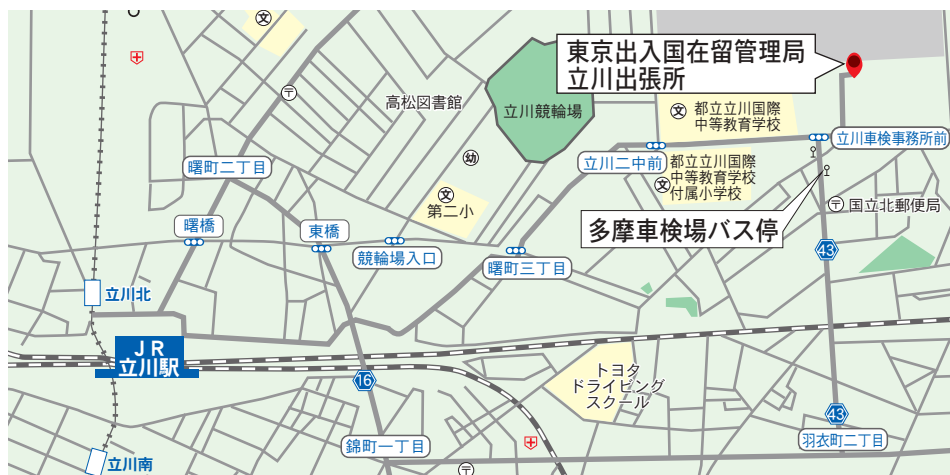 文
〒
高松図書館
立川競輪場
東京出入国在留管理局
立川出張所
文
都立立川国際
中等教育学校
立川車検事務所前
立川二中前
都立立川国際
中等教育学校
付属小学校
文
曙町二丁目
幼
文
第二小
〒
国立北郵便局
多摩車検場バス停
曙橋
東橋
競輪場入口
曙町三丁目
43
立川北
JR
立川駅
16
トヨタ
ドライビング
スクール
43
錦町一丁目
羽衣町二丁目
立川南
〒